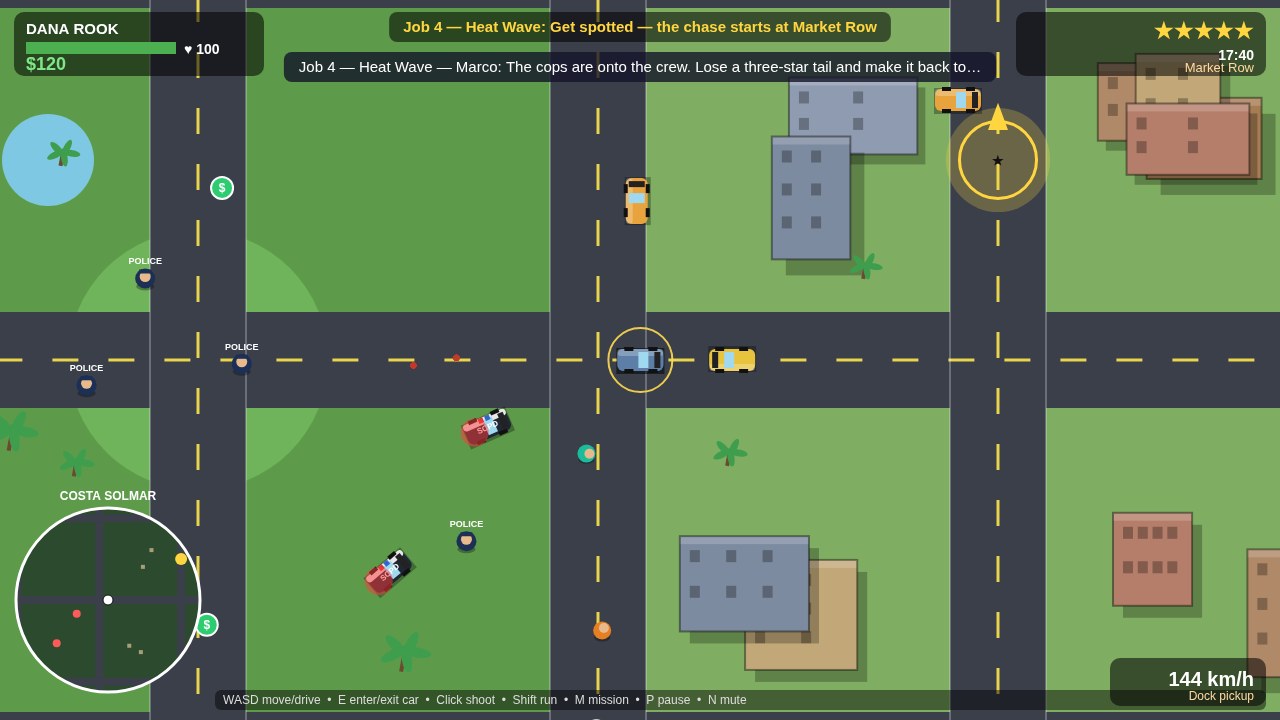 DANA ROOK
♥ 100
$120
Job 4 — Heat Wave: Get spotted — the chase starts at Market Row
Job 4 — Heat Wave — Marco: The cops are onto the crew. Lose a three-star tail and make it back to…
★★★★★
17:40
Market Row
$
POLICE
POLICE
POLICE
POLICE
COSTA SOLMAR
$
WASD move/drive • E enter/exit car • Click shoot • Shift run • M mission • P pause • N mute
144 km/h
Dock pickup